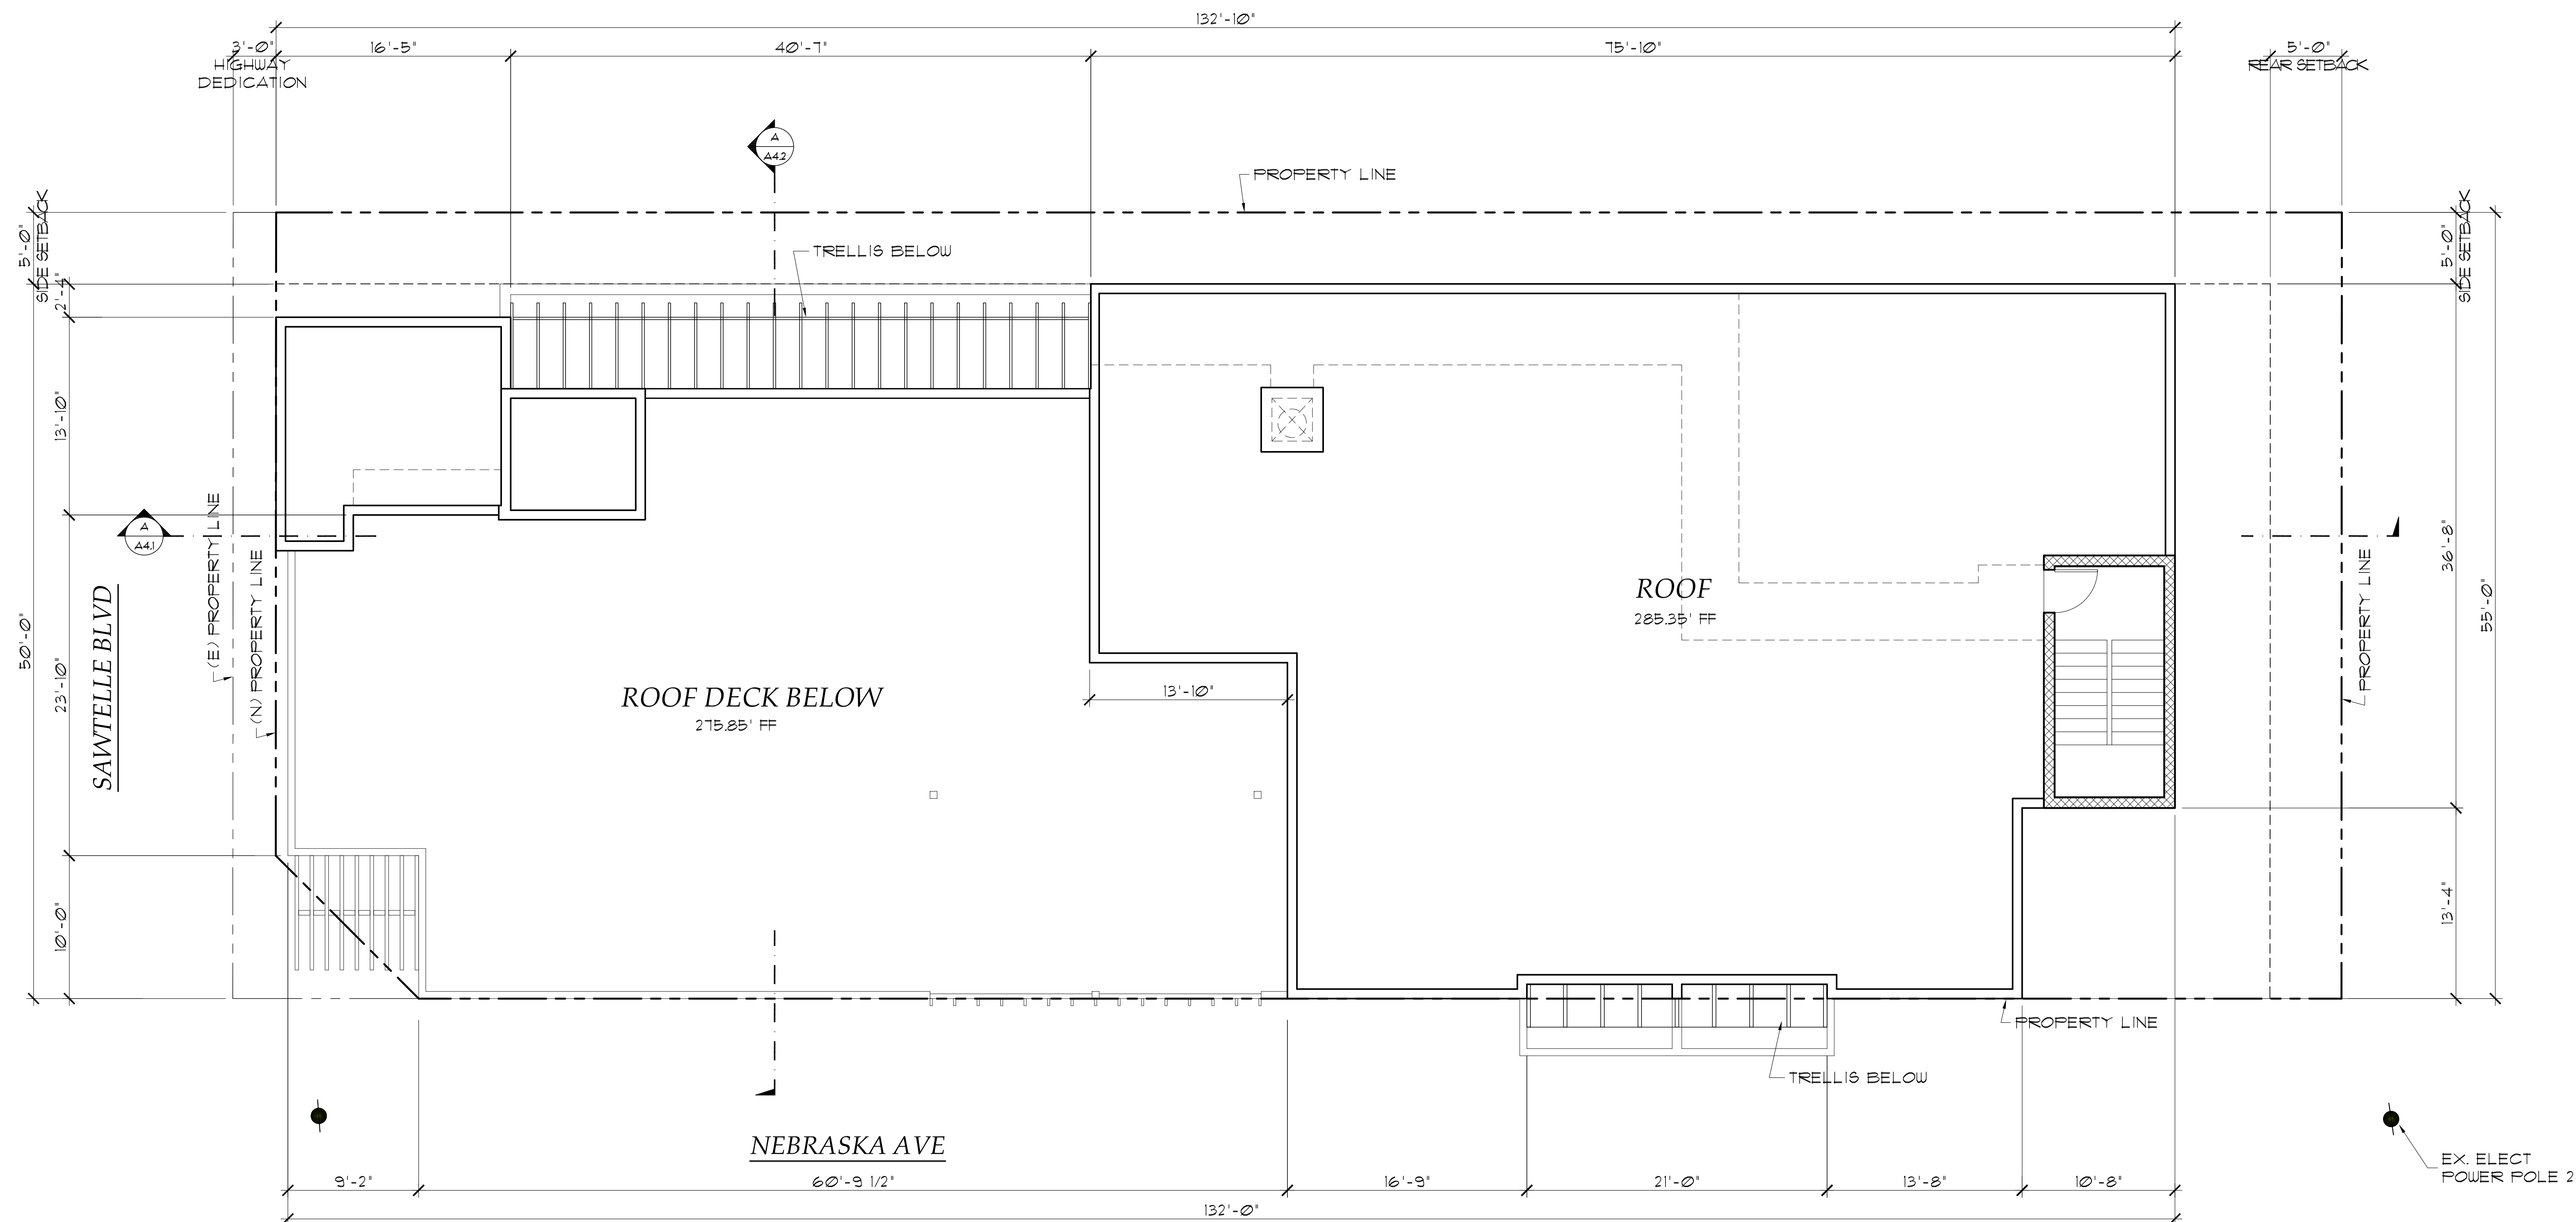 132'-10"
3'-0"
16'-5"
40'-7"
75'-10"
5'-0"
HIGHWAY
DEDICATION
REAR SETBACK
A
A4.2
PROPERTY LINE
TRELLIS BELOW
5'-0"
SIDE SETBACK
2'-4"
13'-10"
50'-0"
23'-10"
10'-0"
A
A4.1
SAWTELLE BLVD
(E) PROPERTY LINE
(N) PROPERTY LINE
ROOF DECK BELOW
275.85' FF
13'-10"
ROOF
285.35' FF
5'-0"
SIDE SETBACK
36'-8"
55'-0"
13'-4"
PROPERTY LINE
PROPERTY LINE
TRELLIS BELOW
NEBRASKA AVE
EX. ELECT
POWER POLE 2
9'-2"
60'-9 1/2"
16'-9"
21'-0"
13'-8"
10'-8"
132'-0"